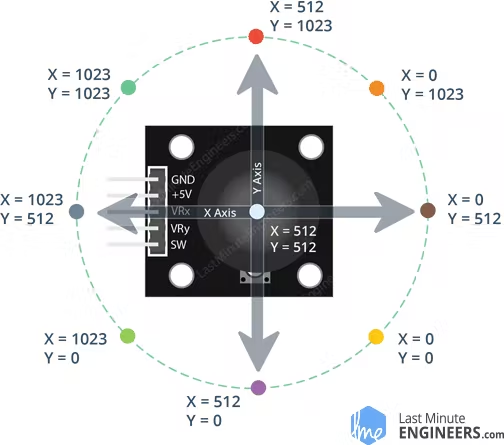 X = 512
Y = 1023
X = 1023
Y = 1023
X = 0
Y = 1023
GND
+5V
VRx
VRy
SW
Y Axis
X Axis
X = 1023
Y = 512
X = 0
Y = 512
X = 512
Y = 512
X = 1023
Y = 0
X = 0
Y = 0
X = 512
Y = 0
lme
Last Minute
ENGINEERS.com